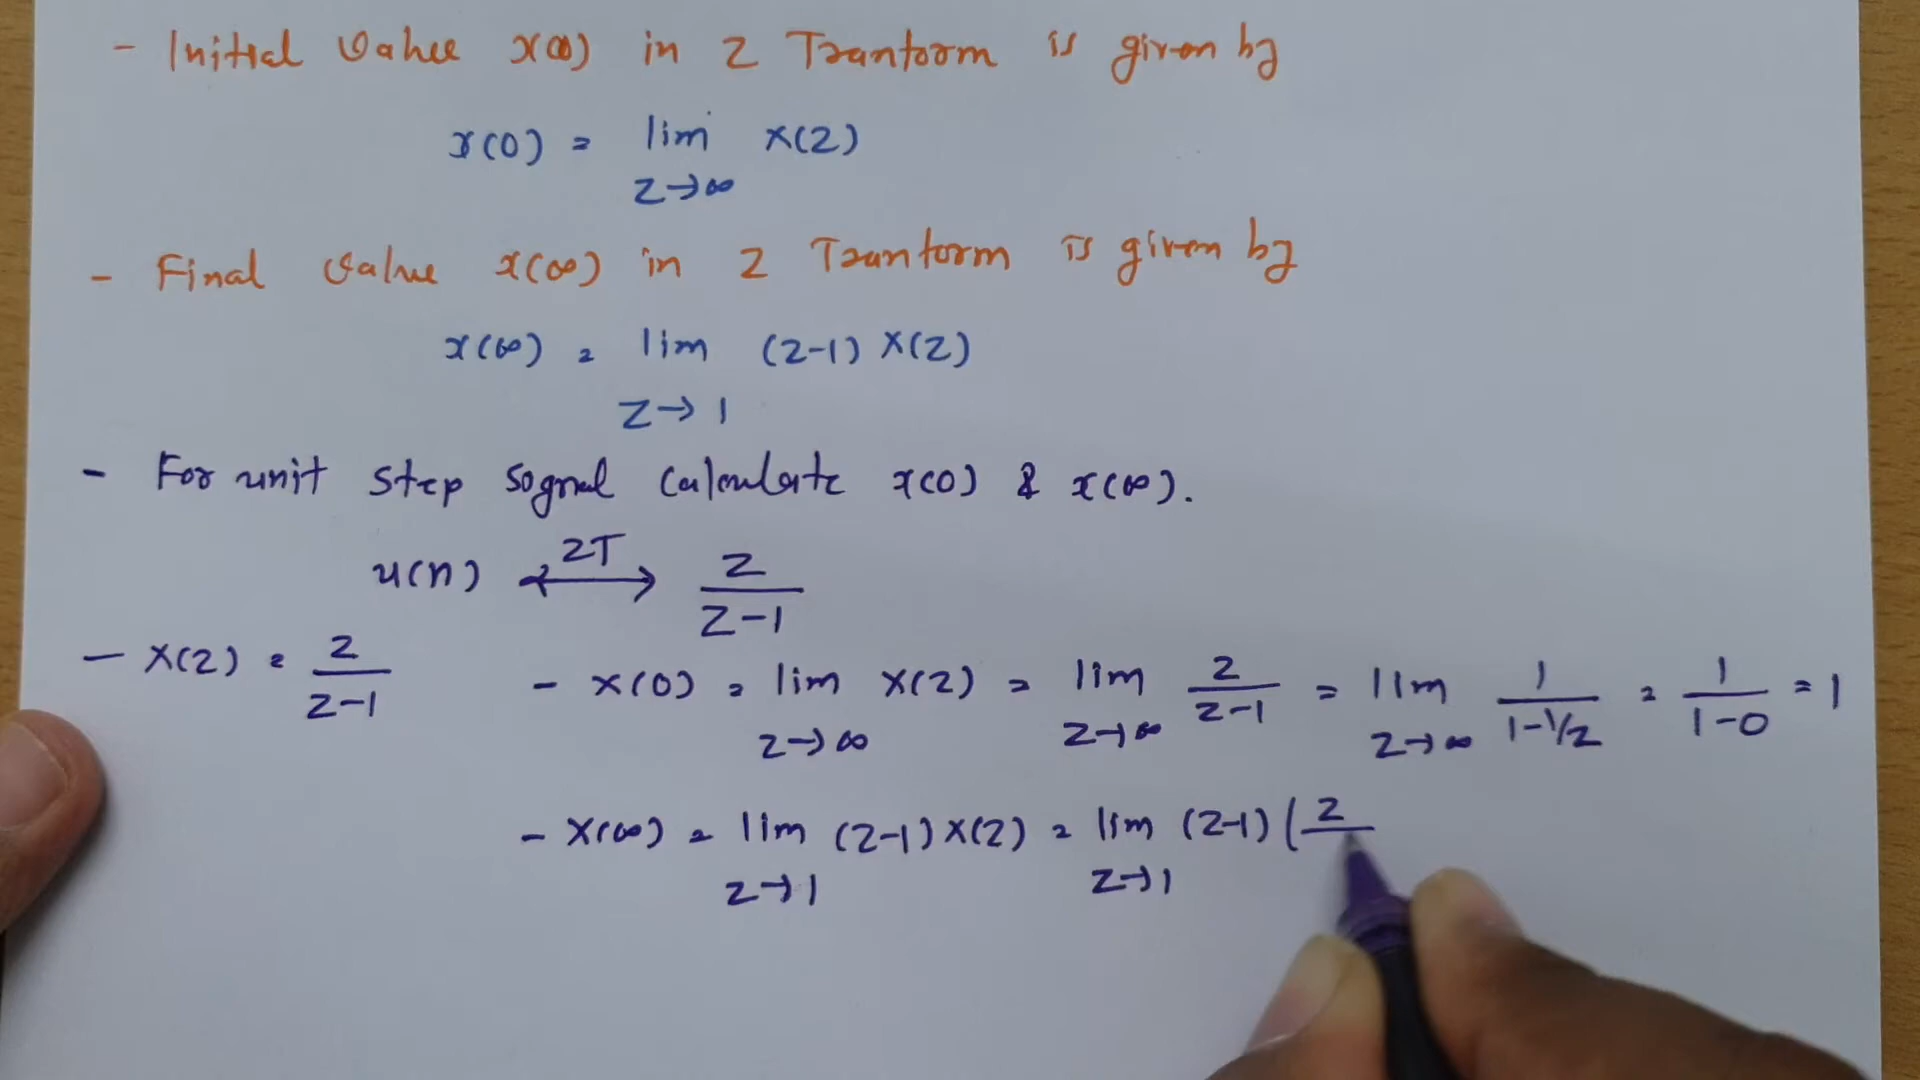 - Initial value x(0) in Z Tranform is given by
x(0) = lim X(Z)
Z→∞
- Final value x(∞) in Z Tranform is given by
x(∞) = lim (Z-1) X(Z)
Z→1
- For unit step signal calculate x(0) & x(∞).
u(n) ←ZT→ Z/(Z-1)
- X(Z) = Z/(Z-1)
- x(0) = lim X(Z) = lim Z/(Z-1) = lim 1/(1-1/Z) = 1/(1-0) = 1
Z→∞ Z→∞ Z→∞
- x(∞) = lim (Z-1) X(Z) = lim (Z-1) (Z
Z→1 Z→1